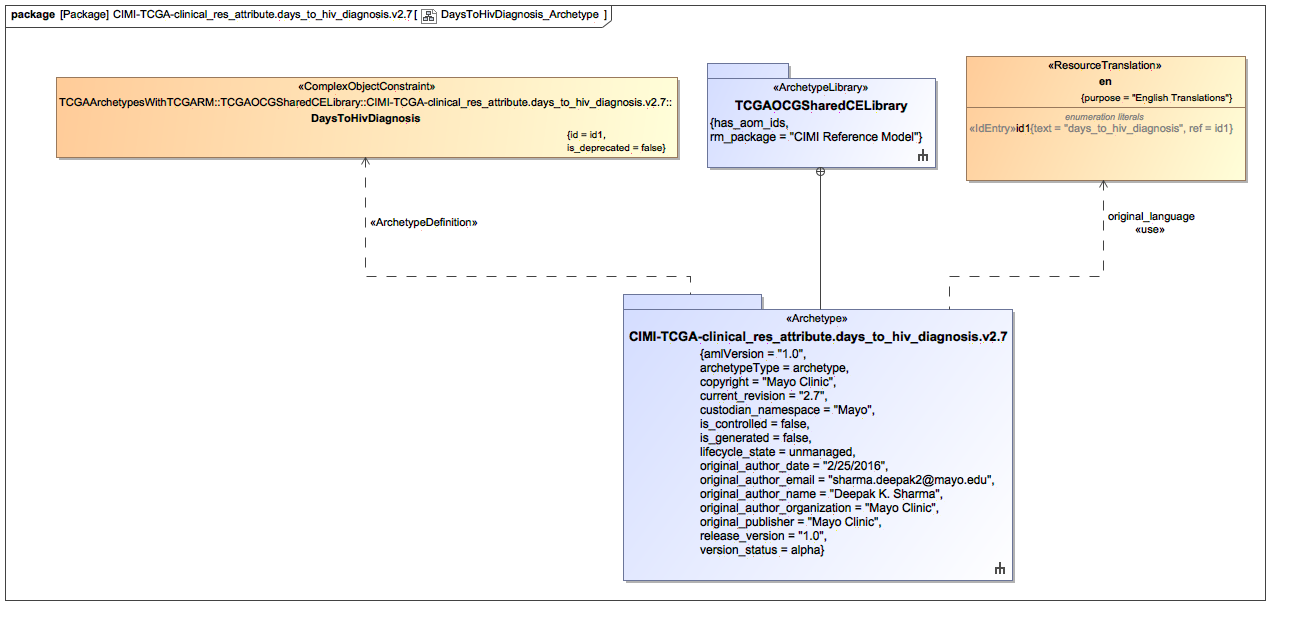 package [Package] CIMI-TCGA-clinical_res_attribute.days_to_hiv_diagnosis.v2.7 [ DaysToHivDiagnosis_Archetype ]
«ComplexObjectConstraint»
TCGAArchetypesWithTCGARM::TCGAOCGSharedCELibrary::CIMI-TCGA-clinical_res_attribute.days_to_hiv_diagnosis.v2.7::
DaysToHivDiagnosis
{id = id1,
is_deprecated = false}
«ArchetypeLibrary»
TCGAOCGSharedCELibrary
{has_aom_ids,
rm_package = "CIMI Reference Model"}
«ResourceTranslation»
en
{purpose = "English Translations"}
enumeration literals
«IdEntry»id1{text = "days_to_hiv_diagnosis", ref = id1}
«ArchetypeDefinition»
original_language
«use»
«Archetype»
CIMI-TCGA-clinical_res_attribute.days_to_hiv_diagnosis.v2.7
{amlVersion = "1.0",
archetypeType = archetype,
copyright = "Mayo Clinic",
current_revision = "2.7",
custodian_namespace = "Mayo",
is_controlled = false,
is_generated = false,
lifecycle_state = unmanaged,
original_author_date = "2/25/2016",
original_author_email = "sharma.deepak2@mayo.edu",
original_author_name = "Deepak K. Sharma",
original_author_organization = "Mayo Clinic",
original_publisher = "Mayo Clinic",
release_version = "1.0",
version_status = alpha}